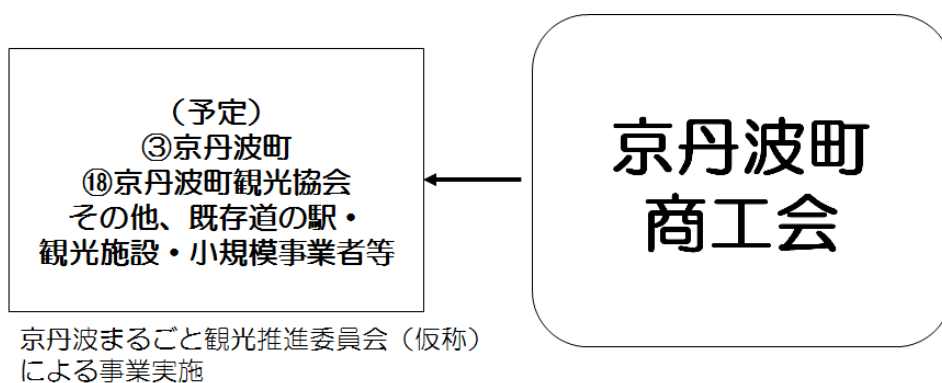 (予定)
③京丹波町
⑱京丹波町観光協会
その他、既存道の駅・
観光施設・小規模事業者等
京丹波町
商工会
京丹波まるごと観光推進委員会(仮称)
による事業実施